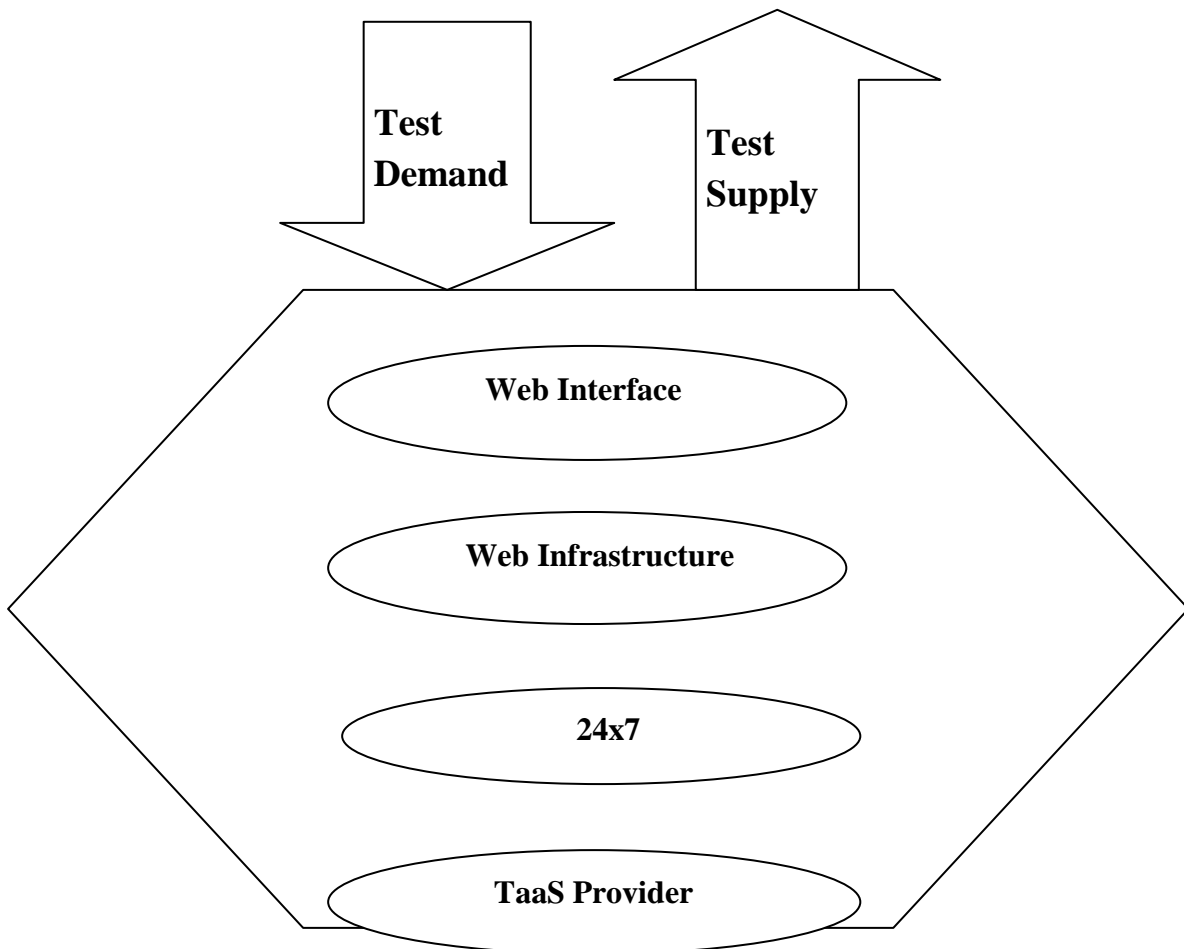 Test
Demand
Test
Supply
Web Interface
Web Infrastructure
24x7
TaaS Provider